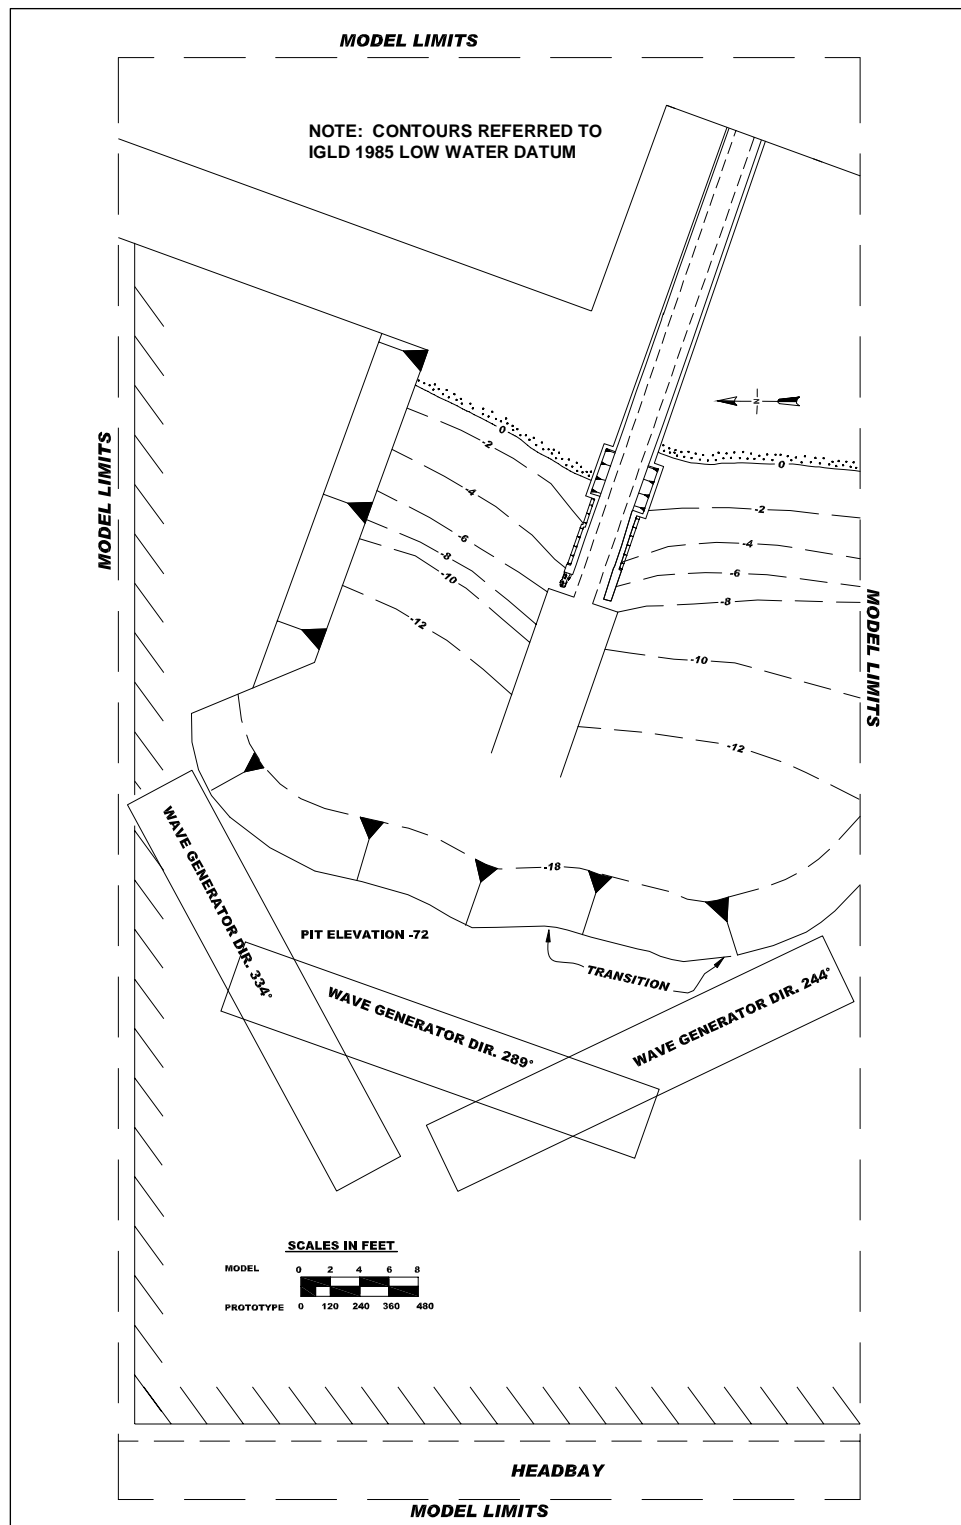 MODEL LIMITS
NOTE: CONTOURS REFERRED TO
IGLD 1985 LOW WATER DATUM
N
0
0
-2
-2
-4
-4
-6
-6
-8
-8
-10
-10
-12
-12
-18
MODEL LIMITS
MODEL LIMITS
WAVE GENERATOR DIR. 334°
PIT ELEVATION -72
TRANSITION
WAVE GENERATOR DIR. 289°
WAVE GENERATOR DIR. 244°
SCALES IN FEET
MODEL 0 2 4 6 8
PROTOTYPE 0 120 240 360 480
HEADBAY
MODEL LIMITS